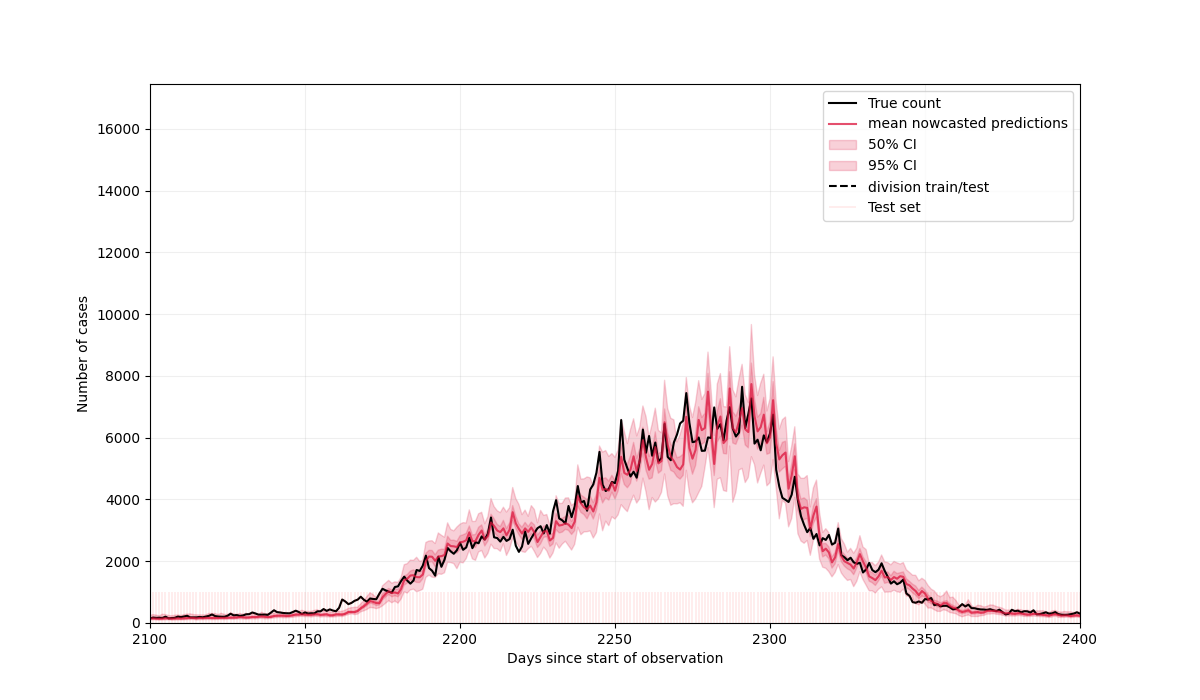 True count
mean nowcasted predictions
50% CI
95% CI
division train/test
Test set
16000
14000
12000
10000
8000
6000
4000
2000
0
Number of cases
2100 2150 2200 2250 2300 2350 2400
Days since start of observation